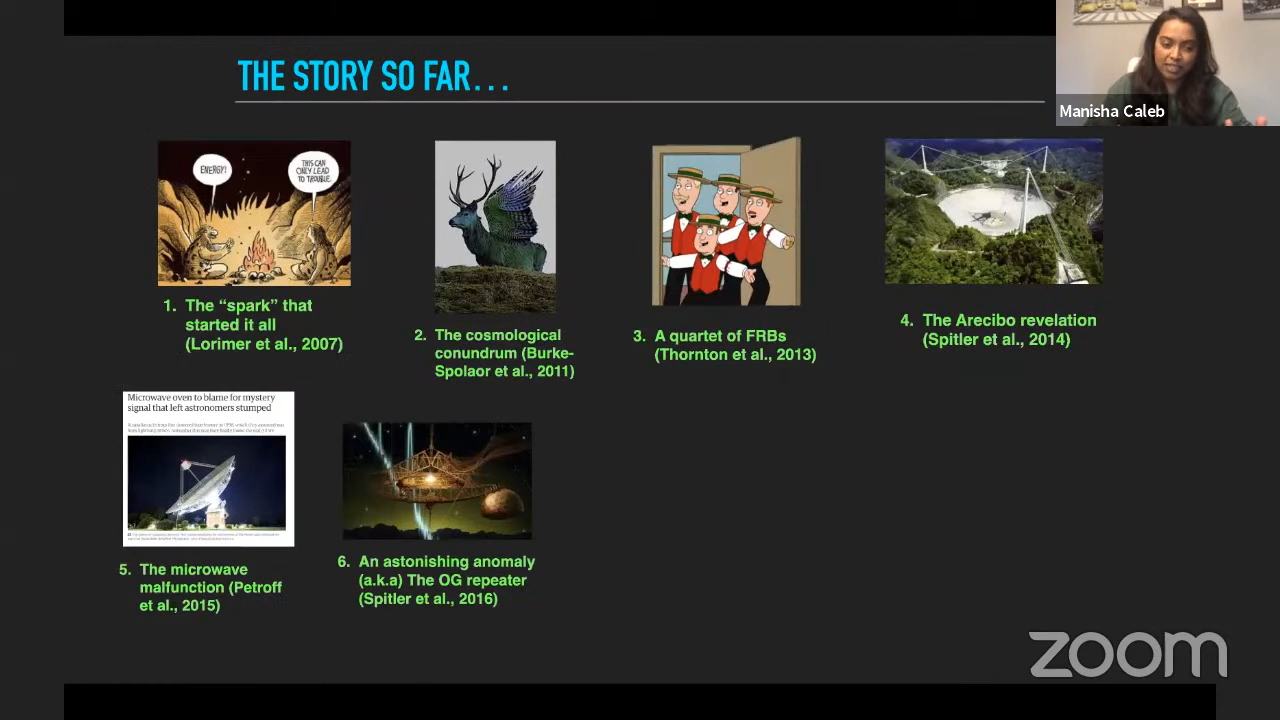 THE STORY SO FAR...
Manisha Caleb
ENERGY!
THIS CAN
ONLY LEAD
TO TROUBLE.
1. The “spark” that
started it all
(Lorimer et al., 2007)
2. The cosmological
conundrum (Burke-
Spolaor et al., 2011)
3. A quartet of FRBs
(Thornton et al., 2013)
4. The Arecibo revelation
(Spitler et al., 2014)
Microwave oven to blame for mystery
signal that left astronomers stumped
5. The microwave
malfunction (Petroff
et al., 2015)
6. An astonishing anomaly
(a.k.a) The OG repeater
(Spitler et al., 2016)
zoom